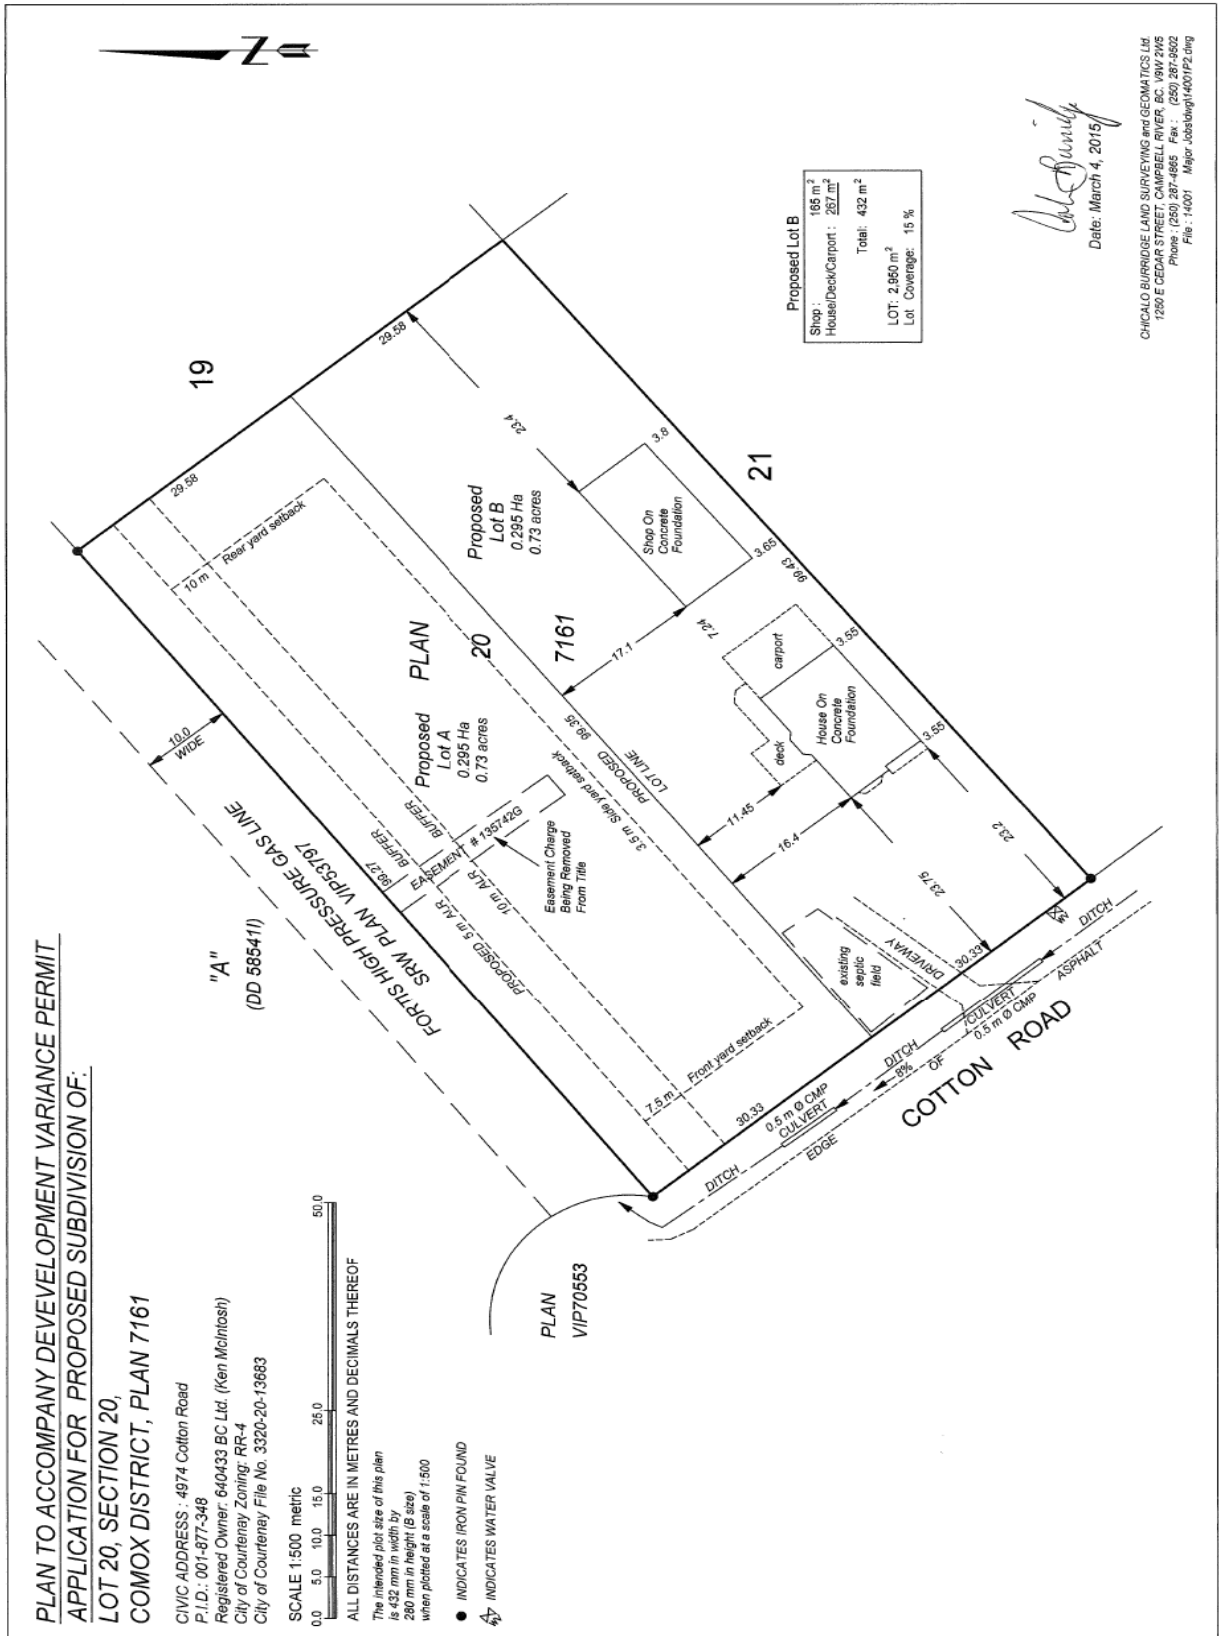 PLAN TO ACCOMPANY DEVEVELOPMENT VARIANCE PERMIT
APPLICATION FOR PROPOSED SUBDIVISION OF:
LOT 20, SECTION 20,
COMOX DISTRICT, PLAN 7161
CIVIC ADDRESS : 4974 Cotton Road
P.I.D.: 001-877-348
Registered Owner: 640433 BC Ltd. (Ken McIntosh)
City of Courtenay Zoning: RR-4
City of Courtenay File No. 3320-20-13683
SCALE 1:500 metric
0.0 5.0 10.0 15.0 25.0 50.0
ALL DISTANCES ARE IN METRES AND DECIMALS THEREOF
The intended plot size of this plan
is 432 mm in width by
280 mm in height (B size)
when plotted at a scale of 1:500
INDICATES IRON PIN FOUND
WV INDICATES WATER VALVE
N
"A"
(DD 58541I)
FORTIS HIGH PRESSURE GAS LINE
SRW PLAN VIP53797
10.0
WIDE
19
29.58
29.58
99.27
BUFFER
BUFFER
PROPOSED 5 m ALR
10 m ALR
EASEMENT # 135742G
Easement Charge
Being Removed
From Title
10 m
Rear yard setback
Proposed
Lot A
0.295 Ha
0.73 acres
PLAN
20
7161
Proposed
Lot B
0.295 Ha
0.73 acres
3.5 m Side yard setback
99.35
PROPOSED
LOT LINE
23.4
3.8
Shop On
Concrete
Foundation
3.65
99.43
21
17.1
7.24
carport
3.55
deck
House On
Concrete
Foundation
3.55
11.45
16.4
23.75
23.2
7.5 m
Front yard setback
existing
septic
field
DRIVEWAY
30.33
30.33
WV
DITCH
CULVERT
0.5 m Ø CMP
DITCH
8%
0.5 m Ø CMP
CULVERT
DITCH
EDGE
OF
ASPHALT
COTTON ROAD
PLAN
VIP70553
Proposed Lot B
Shop : 165 m²
House/Deck/Carport : 267 m²
Total: 432 m²
LOT: 2,950 m²
Lot Coverage: 15 %
Date: March 4, 2015
CHICALO BURRIDGE LAND SURVEYING and GEOMATICS Ltd.
1250 E CEDAR STREET, CAMPBELL RIVER, BC. V9W 2W5
Phone : (250) 287-4865 Fax : (250) 287-9502
File : 14001 Major Jobs\dwg\14001P2.dwg